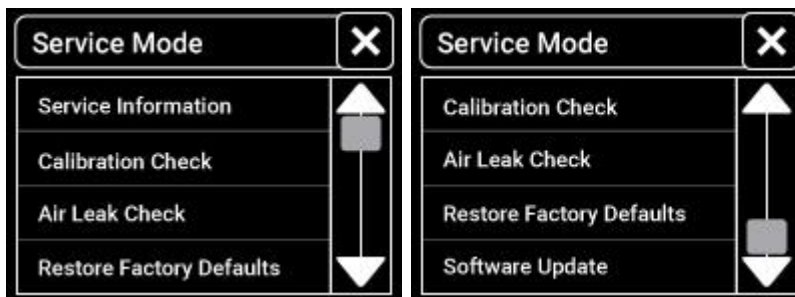 Service Mode
Service Information
Calibration Check
Air Leak Check
Restore Factory Defaults
Service Mode
Calibration Check
Air Leak Check
Restore Factory Defaults
Software Update